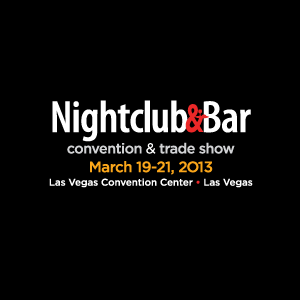 Nightclub&Bar
convention & trade show
March 19-21, 2013
Las Vegas Convention Center • Las Vegas